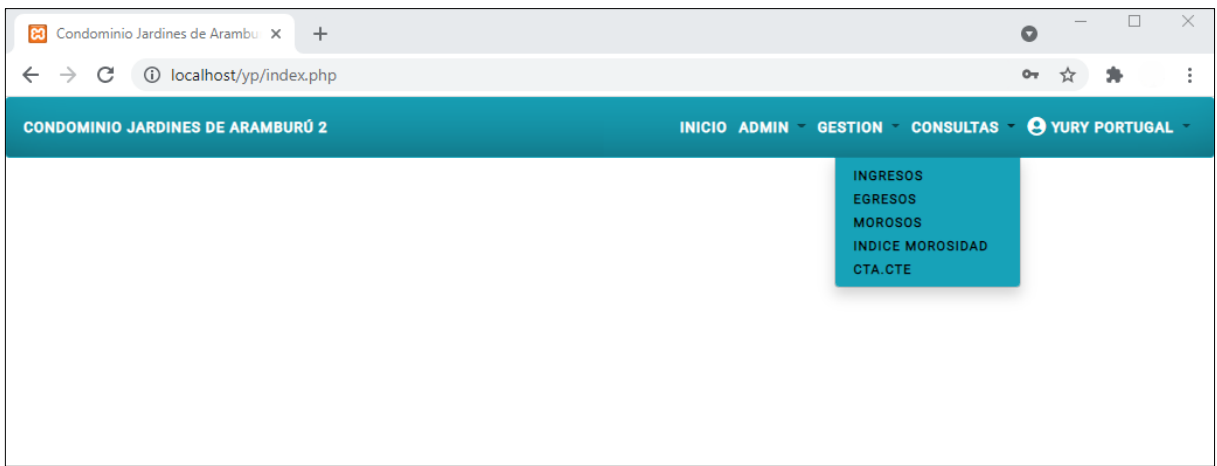 Condominio Jardines de Arambu
localhost/yp/index.php
CONDOMINIO JARDINES DE ARAMBURÚ 2
INICIO ADMIN GESTION CONSULTAS YURY PORTUGAL
INGRESOS
EGRESOS
MOROSOS
INDICE MOROSIDAD
CTA.CTE